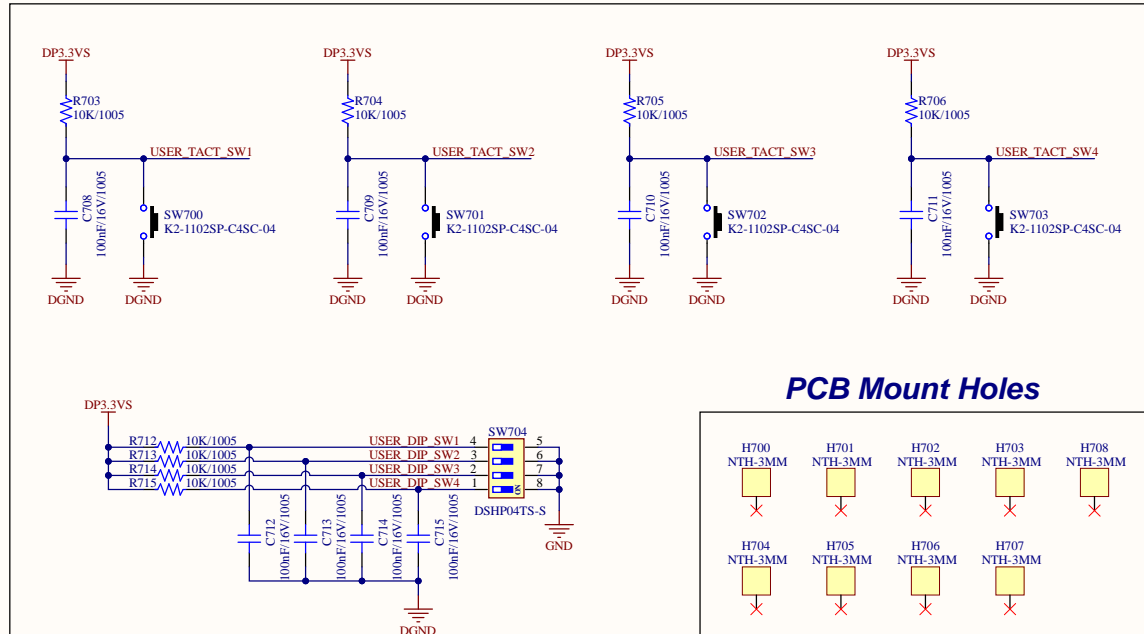 DP3.3VS
R703
10K/1005
USER_TACT_SW1
C708
100nF/16V/1005
SW700
K2-1102SP-C4SC-04
DGND
DGND
DP3.3VS
R704
10K/1005
USER_TACT_SW2
C709
100nF/16V/1005
SW701
K2-1102SP-C4SC-04
DGND
DGND
DP3.3VS
R705
10K/1005
USER_TACT_SW3
C710
100nF/16V/1005
SW702
K2-1102SP-C4SC-04
DGND
DGND
DP3.3VS
R706
10K/1005
USER_TACT_SW4
C711
100nF/16V/1005
SW703
K2-1102SP-C4SC-04
DGND
DGND
DP3.3VS
R712 10K/1005 USER_DIP_SW1 4
R713 10K/1005 USER_DIP_SW2 3
R714 10K/1005 USER_DIP_SW3 2
R715 10K/1005 USER_DIP_SW4 1
SW704
5
6
7
8
DSHP04TS-S
GND
C712
100nF/16V/1005
C713
100nF/16V/1005
C714
100nF/16V/1005
C715
100nF/16V/1005
DGND
PCB Mount Holes
H700 H701 H702 H703 H708
NTH-3MM NTH-3MM NTH-3MM NTH-3MM NTH-3MM
H704 H705 H706 H707
NTH-3MM NTH-3MM NTH-3MM NTH-3MM